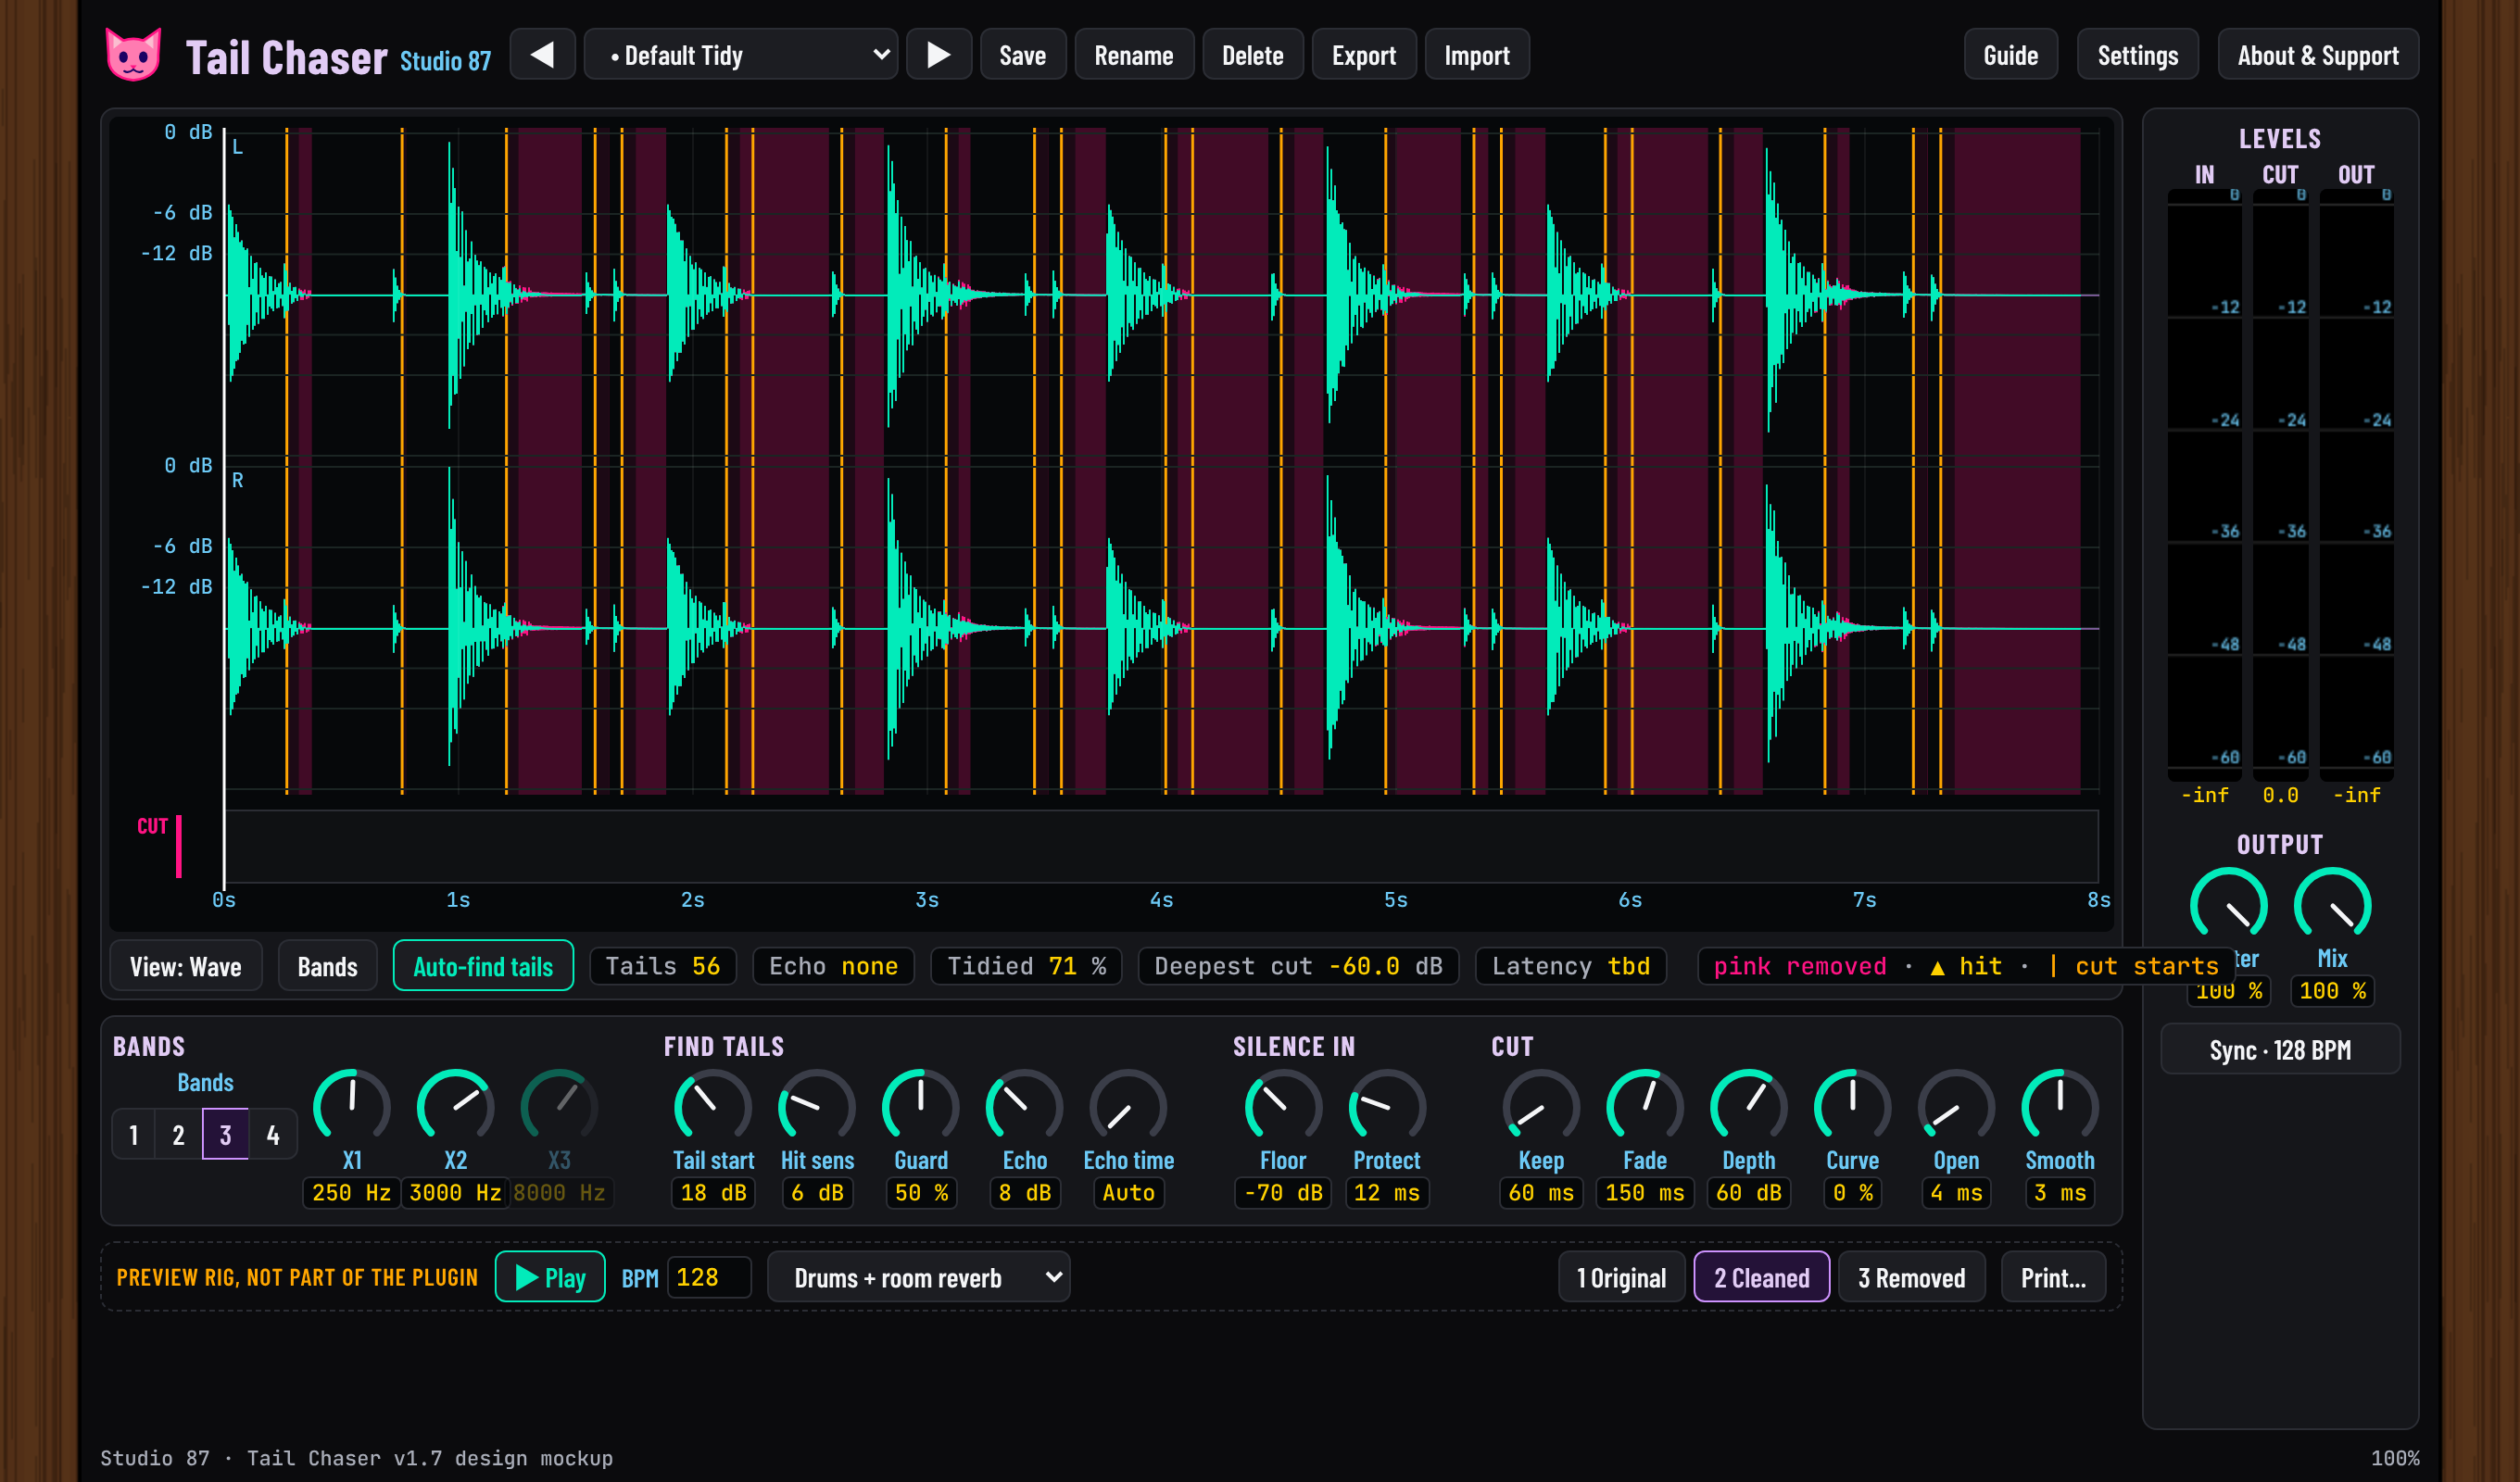 Tail Chaser Studio 87 ◀ • Default Tidy ▶ Save Rename Delete Export Import Guide Settings About & Support
0 dB
L
-6 dB
-12 dB
0 dB
R
-6 dB
-12 dB
CUT
0s 1s 2s 3s 4s 5s 6s 7s 8s
LEVELS
IN CUT OUT
0 0 0
-12 -12 -12
-24 -24 -24
-36 -36 -36
-48 -48 -48
-60 -60 -60
-inf 0.0 -inf
OUTPUT
ter Mix
100 % 100 %
Sync · 128 BPM
View: Wave Bands Auto-find tails Tails 56 Echo none Tidied 71 % Deepest cut -60.0 dB Latency tbd pink removed · ▲ hit · | cut starts
BANDS
Bands
1 2 3 4
X1 X2 X3
250 Hz 3000 Hz 8000 Hz
FIND TAILS
Tail start Hit sens Guard Echo Echo time
18 dB 6 dB 50 % 8 dB Auto
SILENCE IN
Floor Protect
-70 dB 12 ms
CUT
Keep Fade Depth Curve Open Smooth
60 ms 150 ms 60 dB 0 % 4 ms 3 ms
PREVIEW RIG, NOT PART OF THE PLUGIN ▶ Play BPM 128 Drums + room reverb 1 Original 2 Cleaned 3 Removed Print...
Studio 87 · Tail Chaser v1.7 design mockup 100%